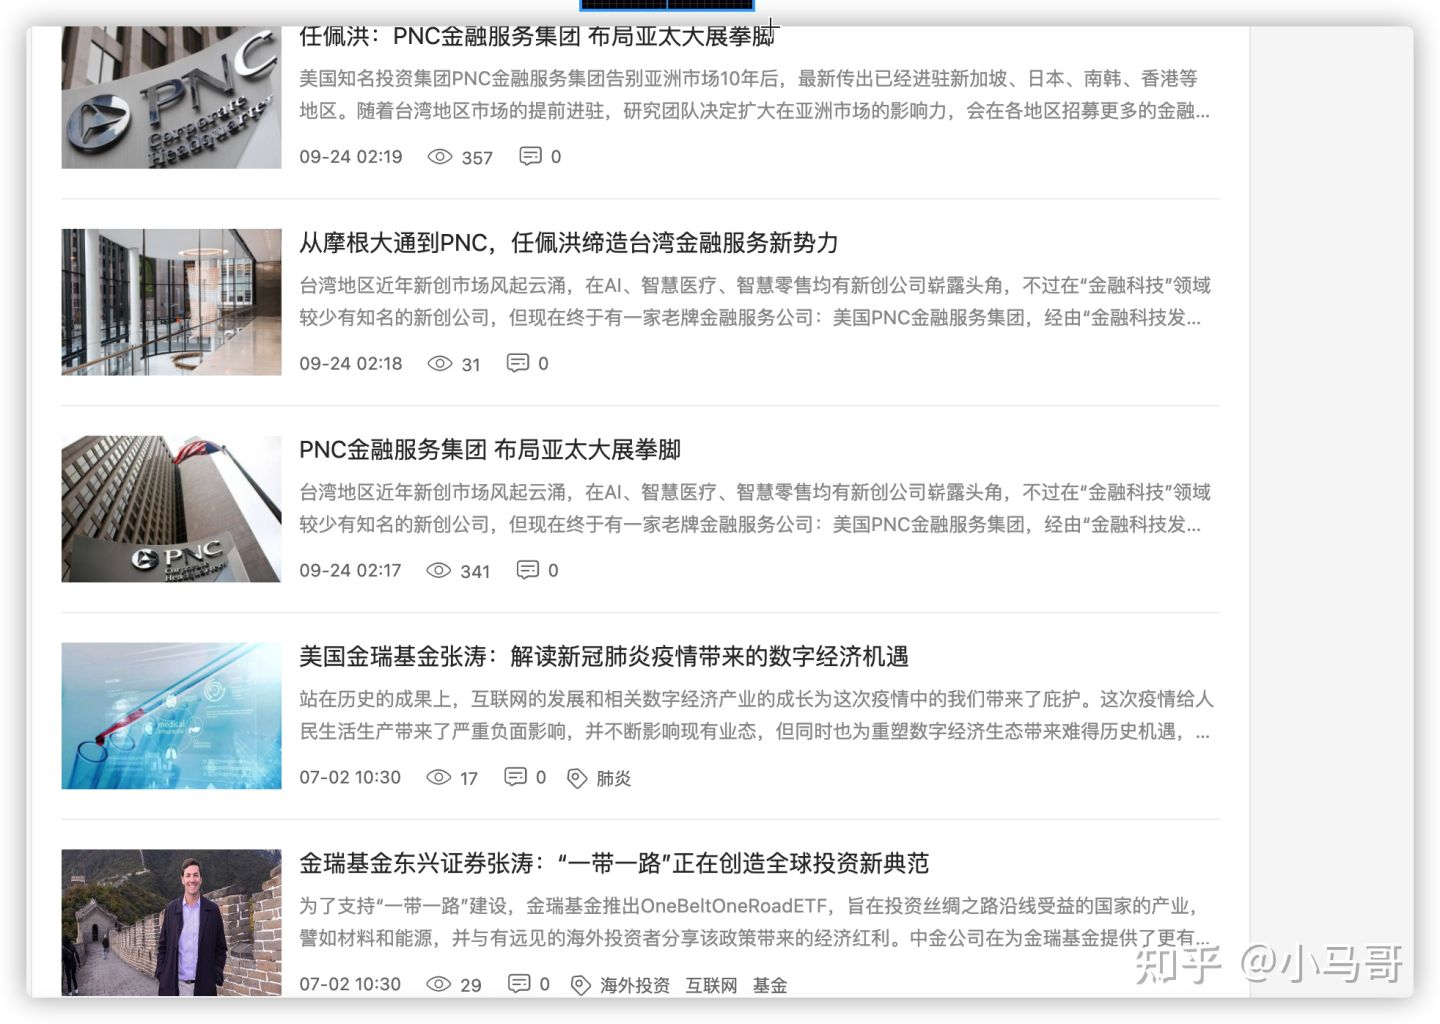 任佩洪：PNC金融服务集团 布局亚太大展拳脚
美国知名投资集团PNC金融服务集团告别亚洲市场10年后，最新传出已经进驻新加坡、日本、南韩、香港等
地区。随着台湾地区市场的提前进驻，研究团队决定扩大在亚洲市场的影响力，会在各地区招募更多的金融...
PNC
Corporate
Headquarters
09-24 02:19 357 0
从摩根大通到PNC，任佩洪缔造台湾金融服务新势力
台湾地区近年新创市场风起云涌，在AI、智慧医疗、智慧零售均有新创公司崭露头角，不过在“金融科技”领域
较少有知名的新创公司，但现在终于有一家老牌金融服务公司：美国PNC金融服务集团，经由“金融科技发...
09-24 02:18 31 0
PNC金融服务集团 布局亚太大展拳脚
台湾地区近年新创市场风起云涌，在AI、智慧医疗、智慧零售均有新创公司崭露头角，不过在“金融科技”领域
较少有知名的新创公司，但现在终于有一家老牌金融服务公司：美国PNC金融服务集团，经由“金融科技发...
PNC
Corporate
Headquarters
09-24 02:17 341 0
美国金瑞基金张涛：解读新冠肺炎疫情带来的数字经济机遇
站在历史的成果上，互联网的发展和相关数字经济产业的成长为这次疫情中的我们带来了庇护。这次疫情给人
民生活生产带来了严重负面影响，并不断影响现有业态，但同时也为重塑数字经济生态带来难得历史机遇，...
medical
07-02 10:30 17 0 肺炎
金瑞基金东兴证券张涛：“一带一路”正在创造全球投资新典范
为了支持“一带一路”建设，金瑞基金推出OneBeltOneRoadETF，旨在投资丝绸之路沿线受益的国家的产业，
譬如材料和能源，并与有远见的海外投资者分享该政策带来的经济红利。中金公司在为金瑞基金提供了更有...
07-02 10:30 29 0 海外投资 互联网 基金
知乎 @小马哥